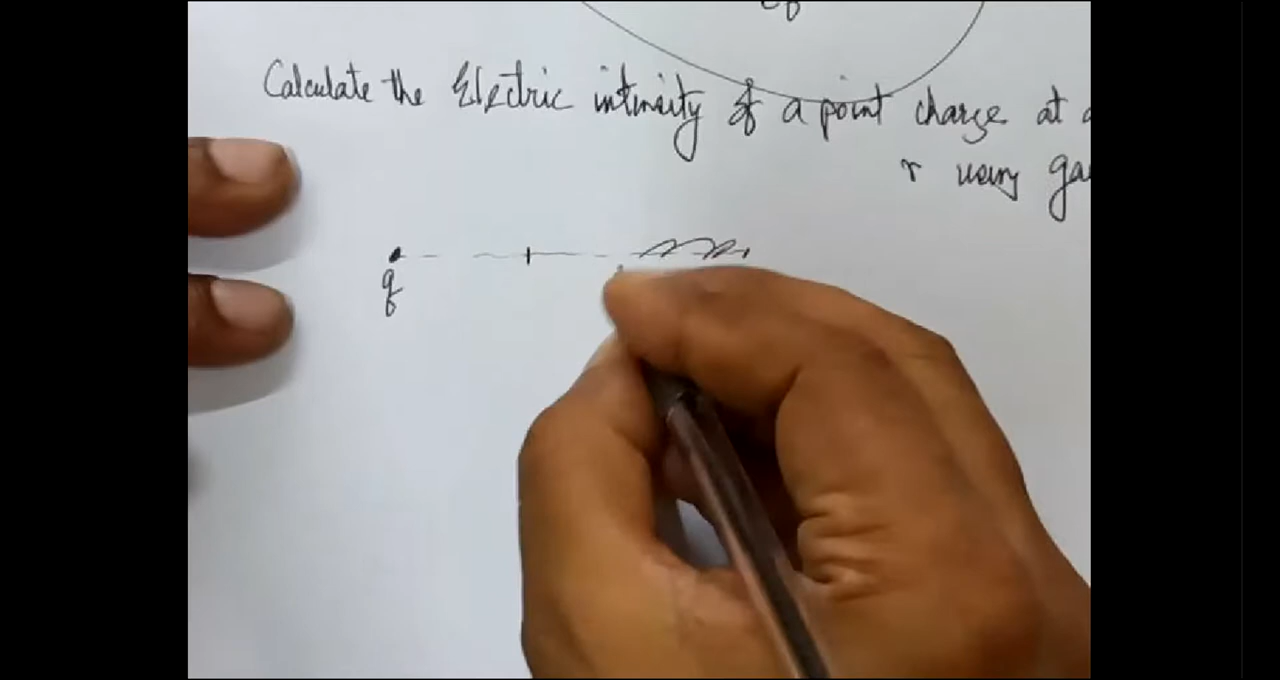 Calculate the Electric intensity of a point charge at
r using
q